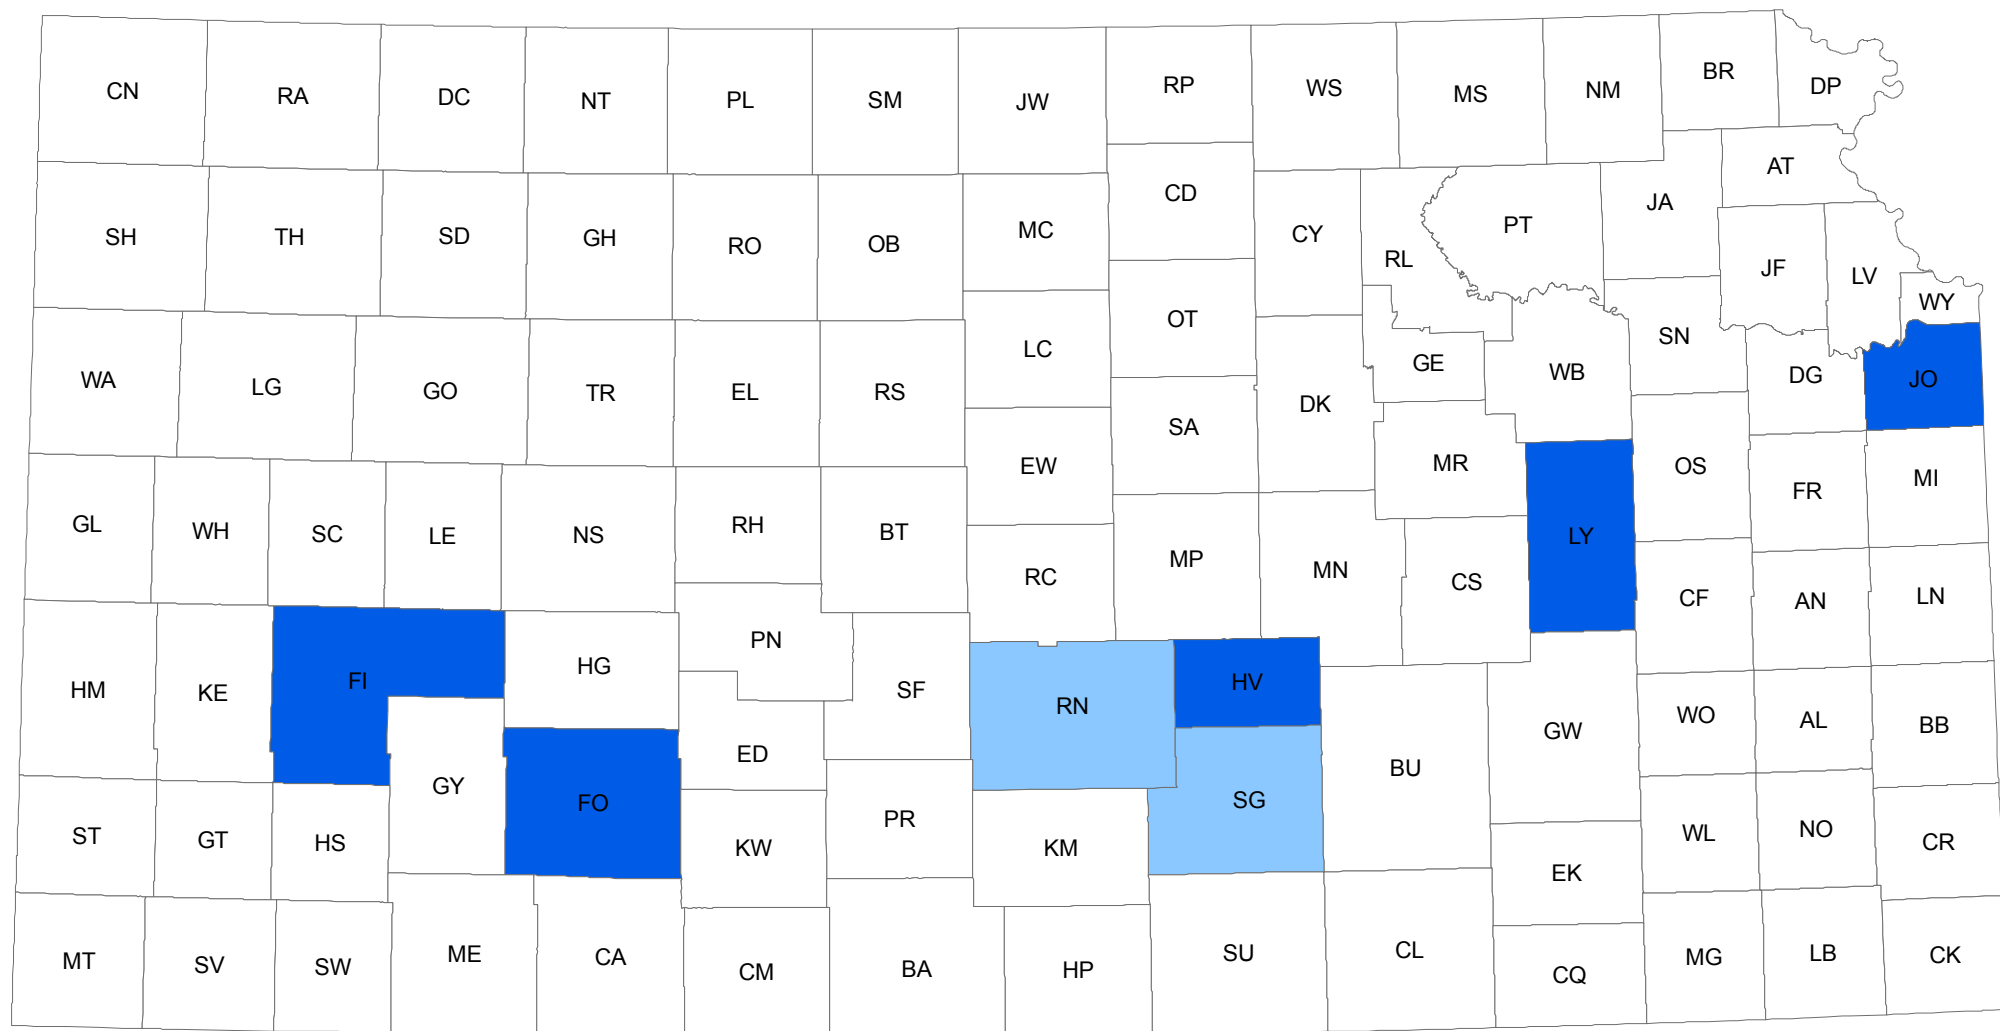 CN RA DC NT PL SM JW RP WS MS NM BR DP
SH TH SD GH RO OB MC CD CY RL PT JA AT
JF LV WY
WA LG GO TR EL RS LC OT DK GE WB SN DG JO
GL WH SC LE NS RH BT EW SA MR OS FR MI
RC MP MN CS LY CF AN LN
HM KE FI HG PN SF RN HV GW WO AL BB
ST GT HS GY FO ED KW PR KM SG BU EK WL NO CR
MT SV SW ME CA CM BA HP SU CL CQ MG LB CK